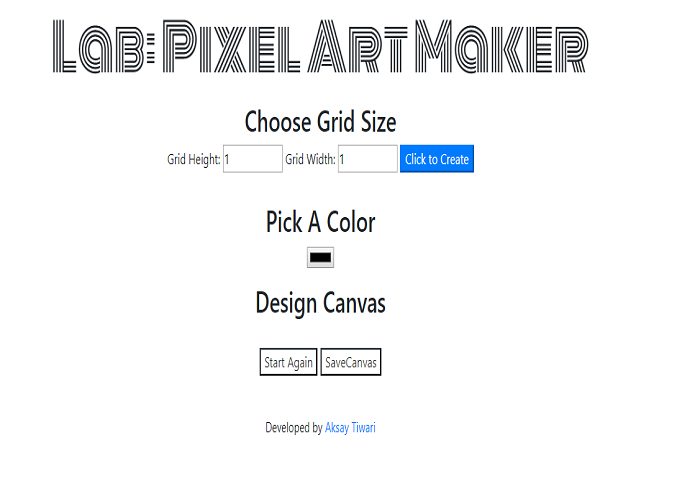 Lab: Pixel Art Maker
Choose Grid Size
Grid Height: 1 Grid Width: 1 Click to Create
Pick A Color
Design Canvas
Start Again SaveCanvas
Developed by Aksay Tiwari